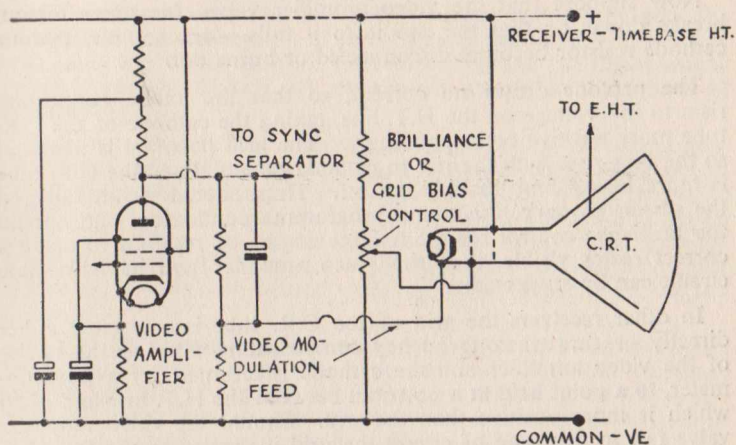 +
RECEIVER-TIMEBASE H.T.
TO E.H.T.
TO SYNC
SEPARATOR
BRILLIANCE
OR
GRID BIAS
CONTROL
C.R.T.
VIDEO
AMPLI-
FIER
VIDEO MO-
DULATION
FEED
-
COMMON-VE